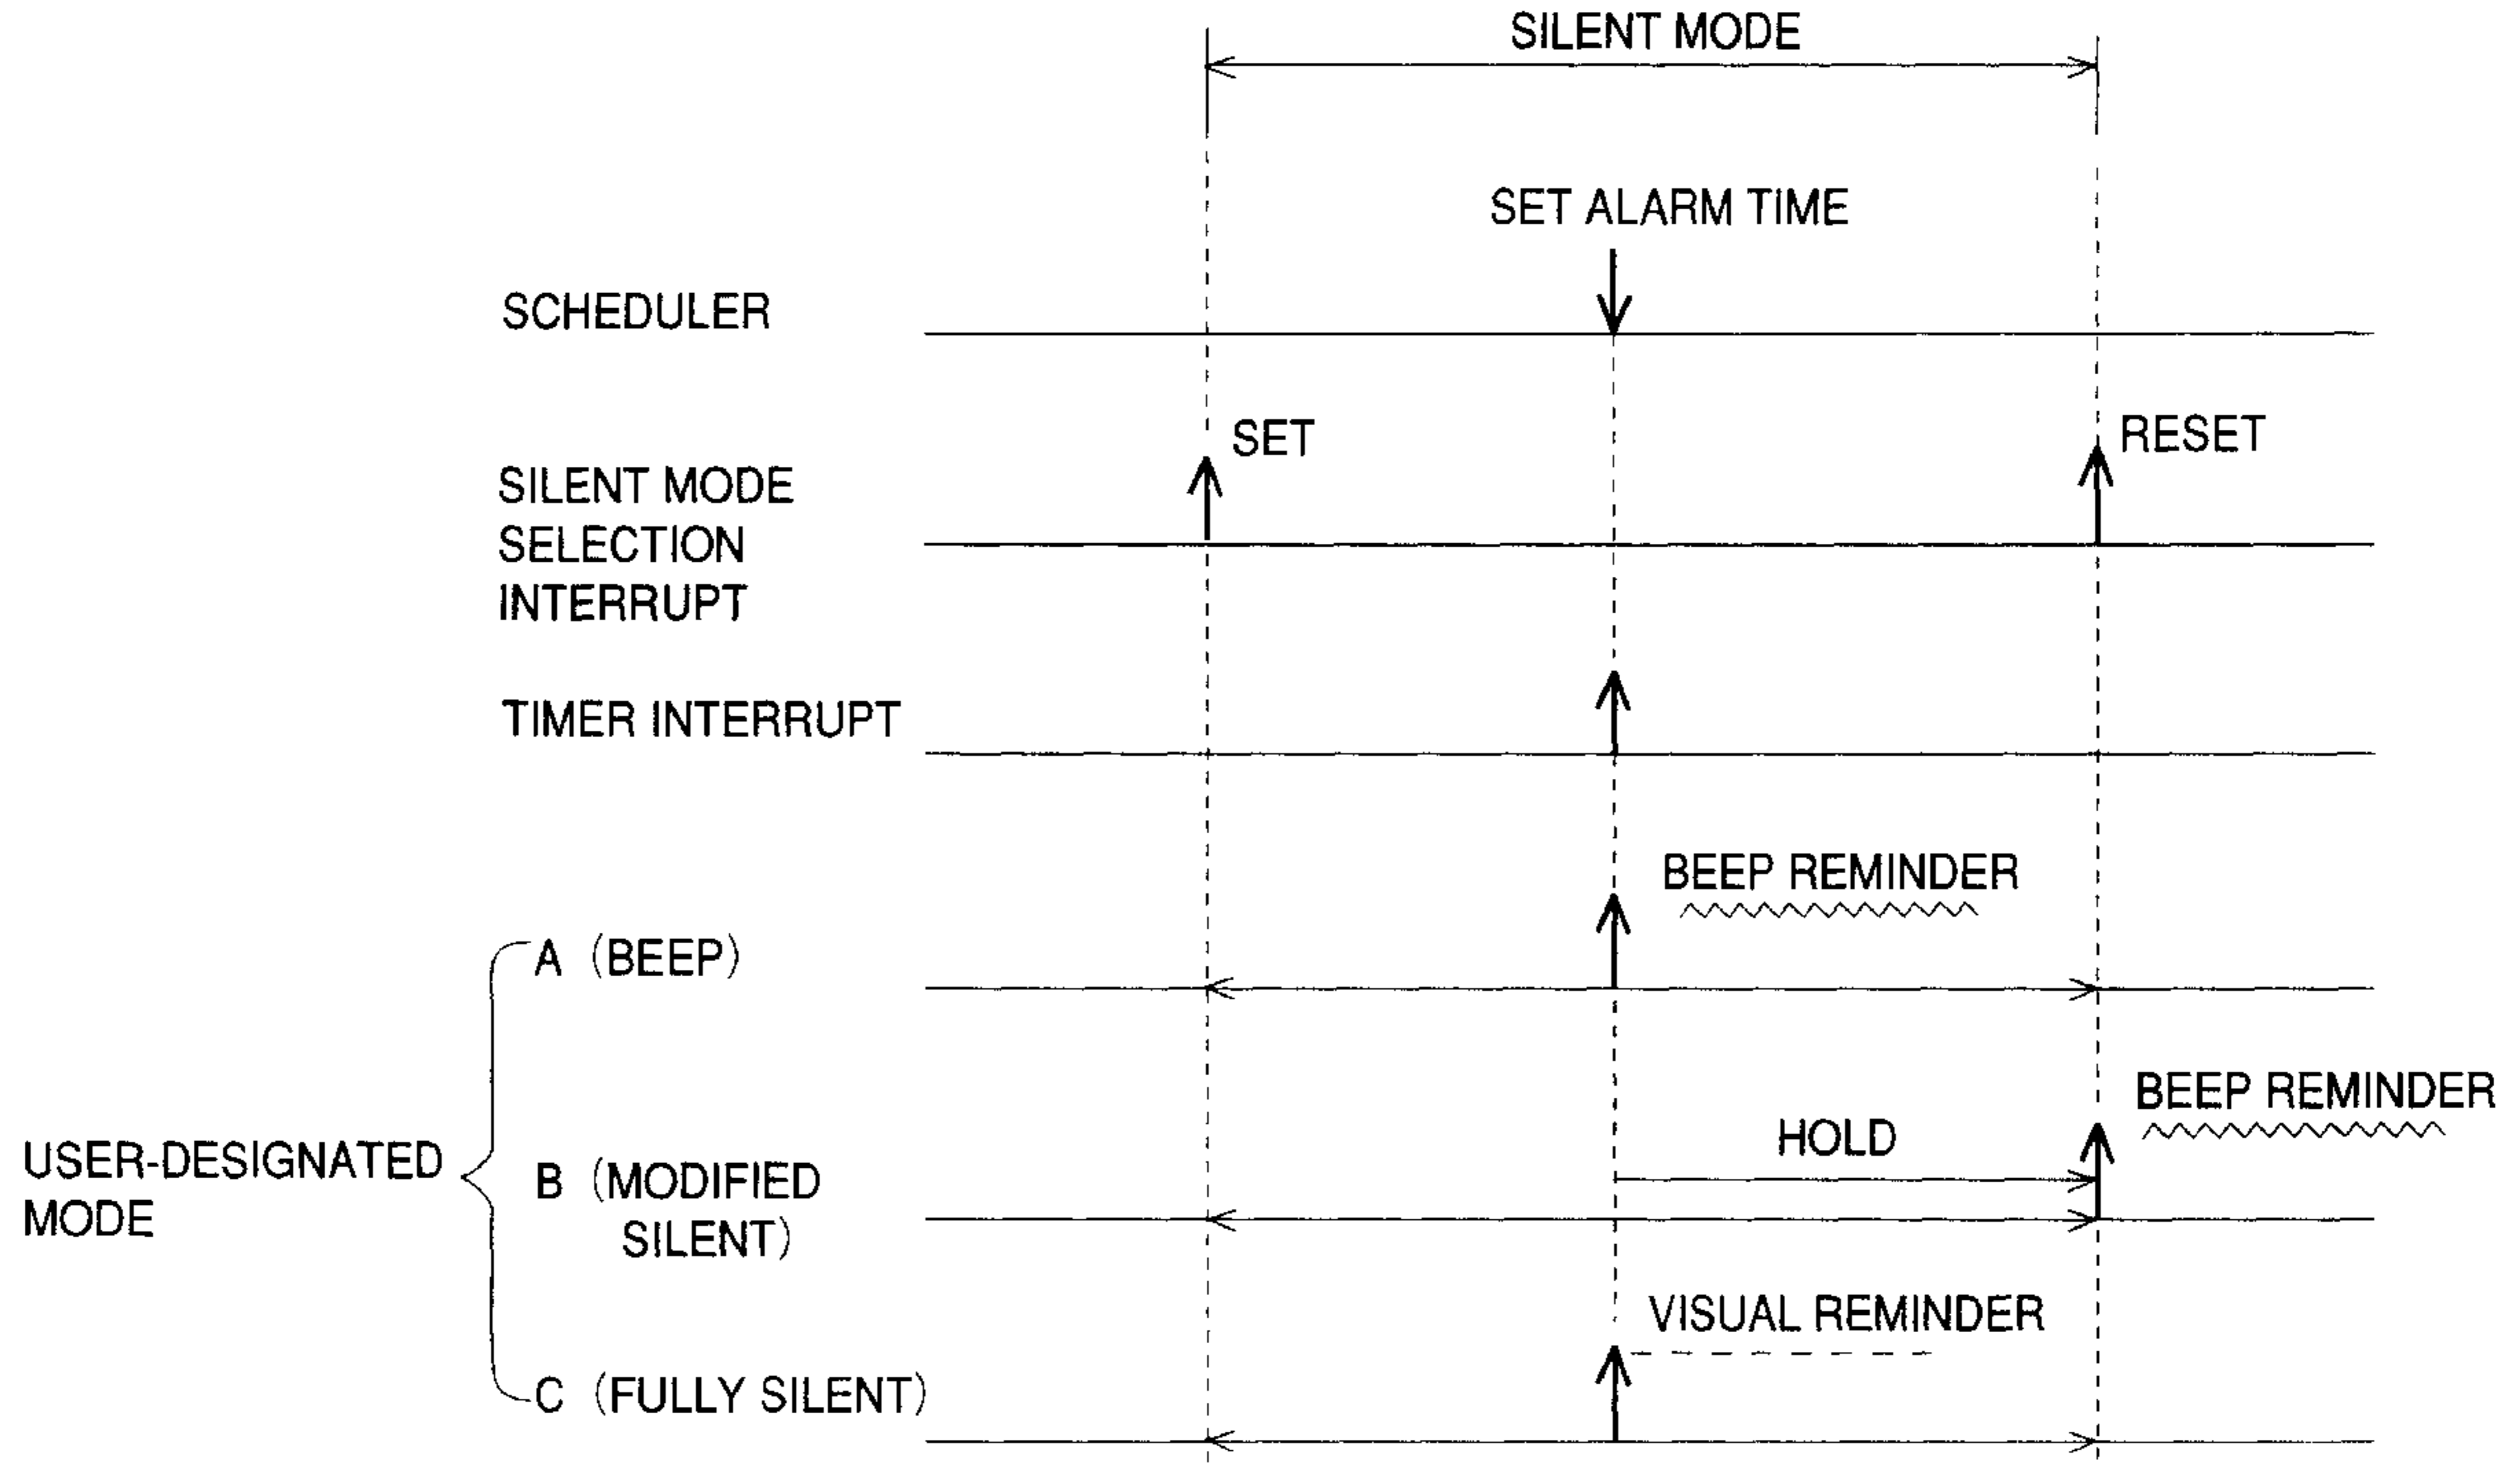 SILENT MODE
SET ALARM TIME
SCHEDULER
SET
RESET
SILENT MODE
SELECTION
INTERRUPT
TIMER INTERRUPT
BEEP REMINDER
A (BEEP)
BEEP REMINDER
HOLD
USER-DESIGNATED
MODE
B (MODIFIED
SILENT)
VISUAL REMINDER
C (FULLY SILENT)